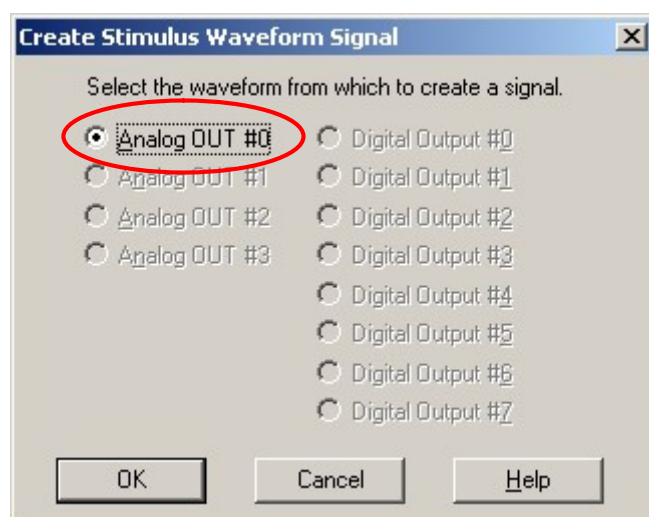 Create Stimulus Waveform Signal
Select the waveform from which to create a signal.
Analog OUT #0
Analog OUT #1
Analog OUT #2
Analog OUT #3
Digital Output #0
Digital Output #1
Digital Output #2
Digital Output #3
Digital Output #4
Digital Output #5
Digital Output #6
Digital Output #7
OK
Cancel
Help